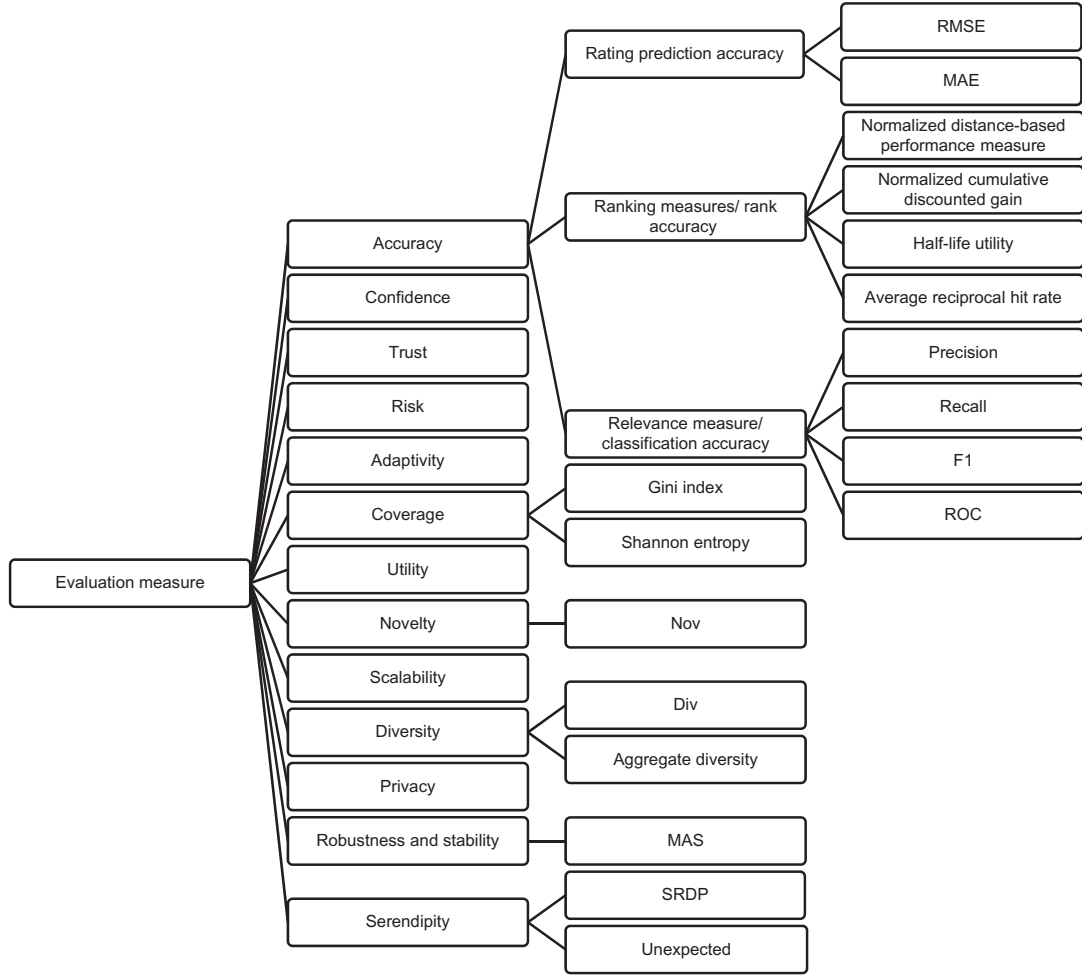 Evaluation measure
Accuracy
Confidence
Trust
Risk
Adaptivity
Coverage
Utility
Novelty
Scalability
Diversity
Privacy
Robustness and stability
Serendipity
Rating prediction accuracy
Ranking measures/ rank
accuracy
Relevance measure/
classification accuracy
Gini index
Shannon entropy
Nov
Div
Aggregate diversity
MAS
SRDP
Unexpected
RMSE
MAE
Normalized distance-based
performance measure
Normalized cumulative
discounted gain
Half-life utility
Average reciprocal hit rate
Precision
Recall
F1
ROC